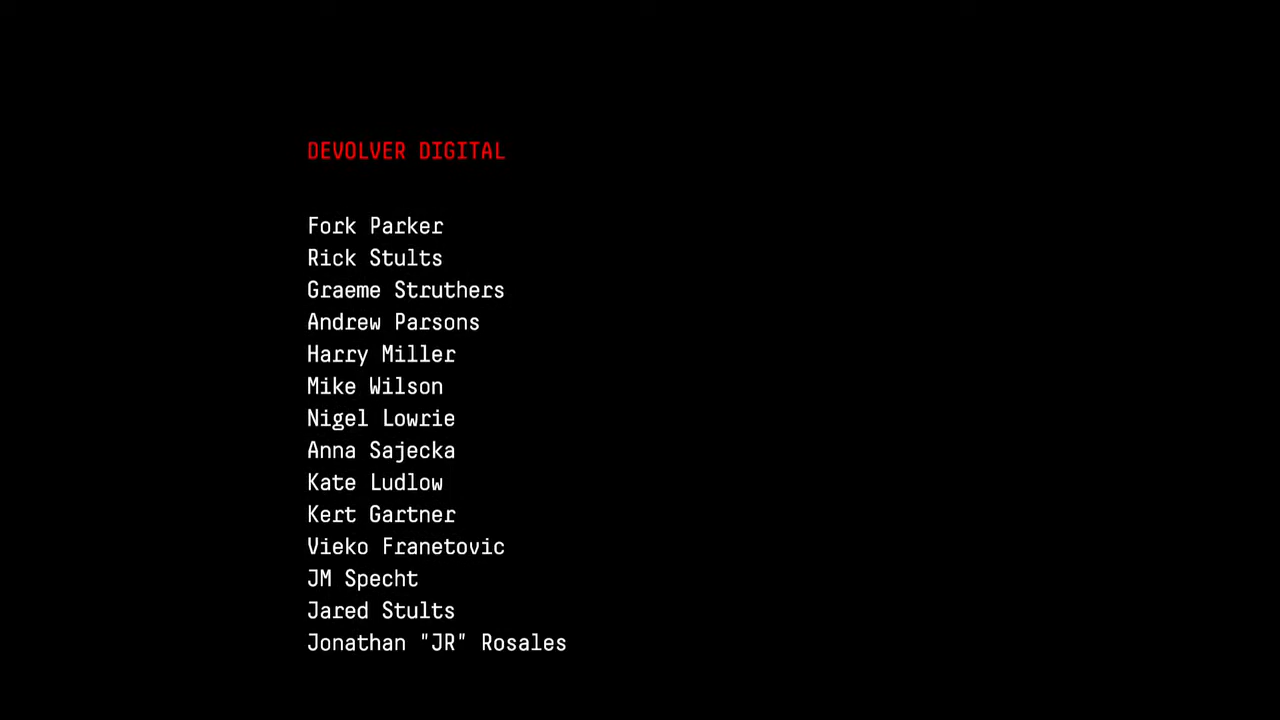 DEVOLVER DIGITAL
Fork Parker
Rick Stults
Graeme Struthers
Andrew Parsons
Harry Miller
Mike Wilson
Nigel Lowrie
Anna Sajecka
Kate Ludlow
Kert Gartner
Vieko Franetovic
JM Specht
Jared Stults
Jonathan "JR" Rosales